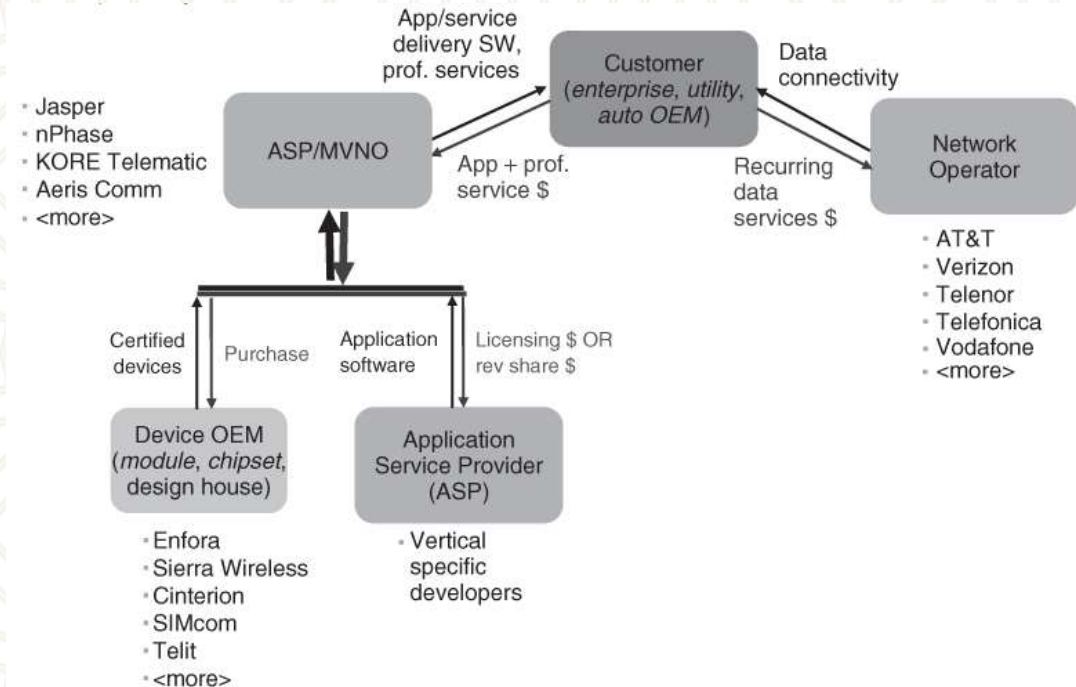 App/service
delivery SW,
prof. services
Customer
(enterprise, utility,
auto OEM)
Data
connectivity
• Jasper
• nPhase
• KORE Telematic
• Aeris Comm
• <more>
ASP/MVNO
App + prof.
service $
Recurring
data
services $
Network
Operator
• AT&T
• Verizon
• Telenor
• Telefonica
• Vodafone
• <more>
Certified
devices
Purchase
Application
software
Licensing $ OR
rev share $
Device OEM
(module, chipset,
design house)
Application
Service Provider
(ASP)
• Enfora
• Sierra Wireless
• Cinterion
• SIMcom
• Telit
• <more>
• Vertical
specific
developers